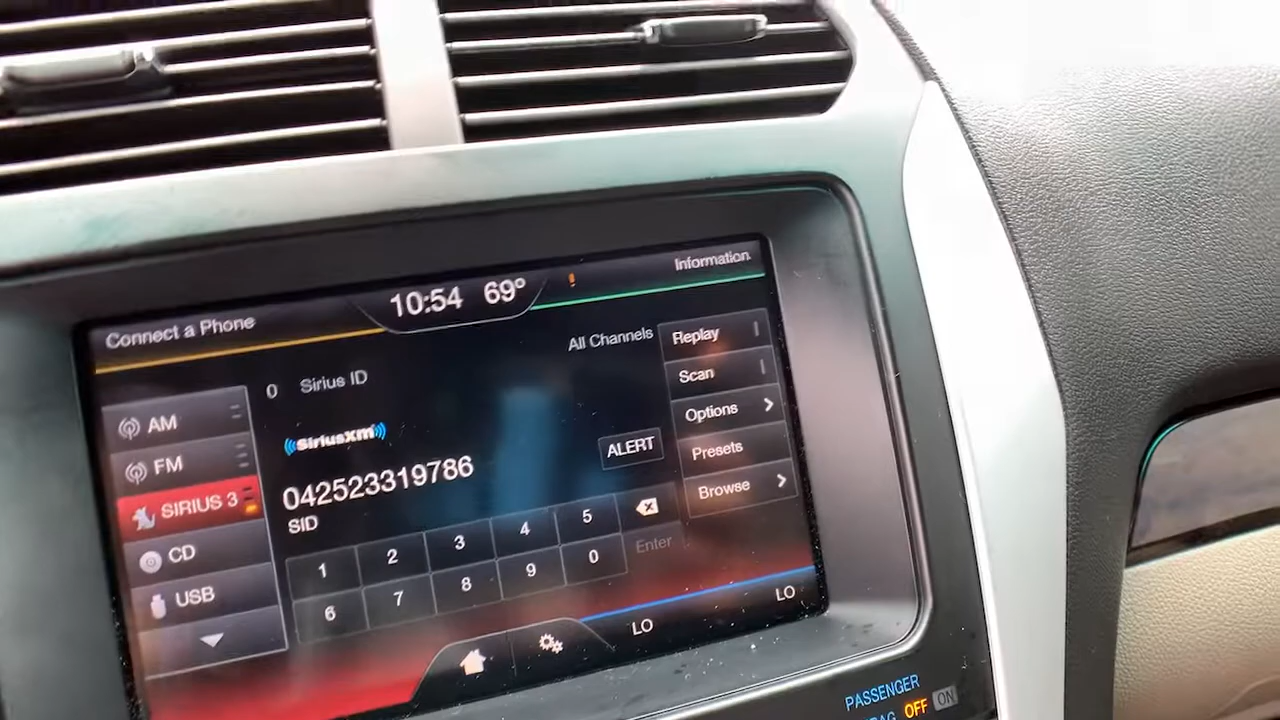 Information
10:54 69°
Connect a Phone
All Channels
0 Sirius ID
SiriusXm
042523319786
SID
ALERT
AM
FM
SIRIUS 3
CD
USB
Replay
Scan
Options
Presets
Browse
1 2 3 4 5
6 7 8 9 0
Enter
LO LO
PASSENGER
OFF ON